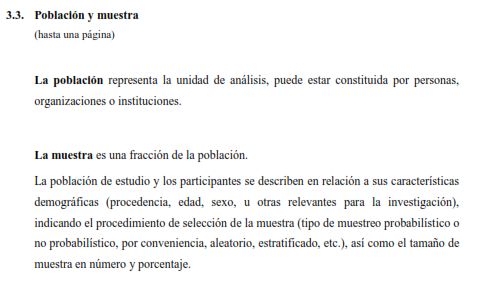 3.3. Población y muestra
(hasta una página)
La población representa la unidad de análisis, puede estar constituida por personas,
organizaciones o instituciones.
La muestra es una fracción de la población.
La población de estudio y los participantes se describen en relación a sus características
demográficas (procedencia, edad, sexo, u otras relevantes para la investigación),
indicando el procedimiento de selección de la muestra (tipo de muestreo probabilístico o
no probabilístico, por conveniencia, aleatorio, estratificado, etc.), así como el tamaño de
muestra en número y porcentaje.